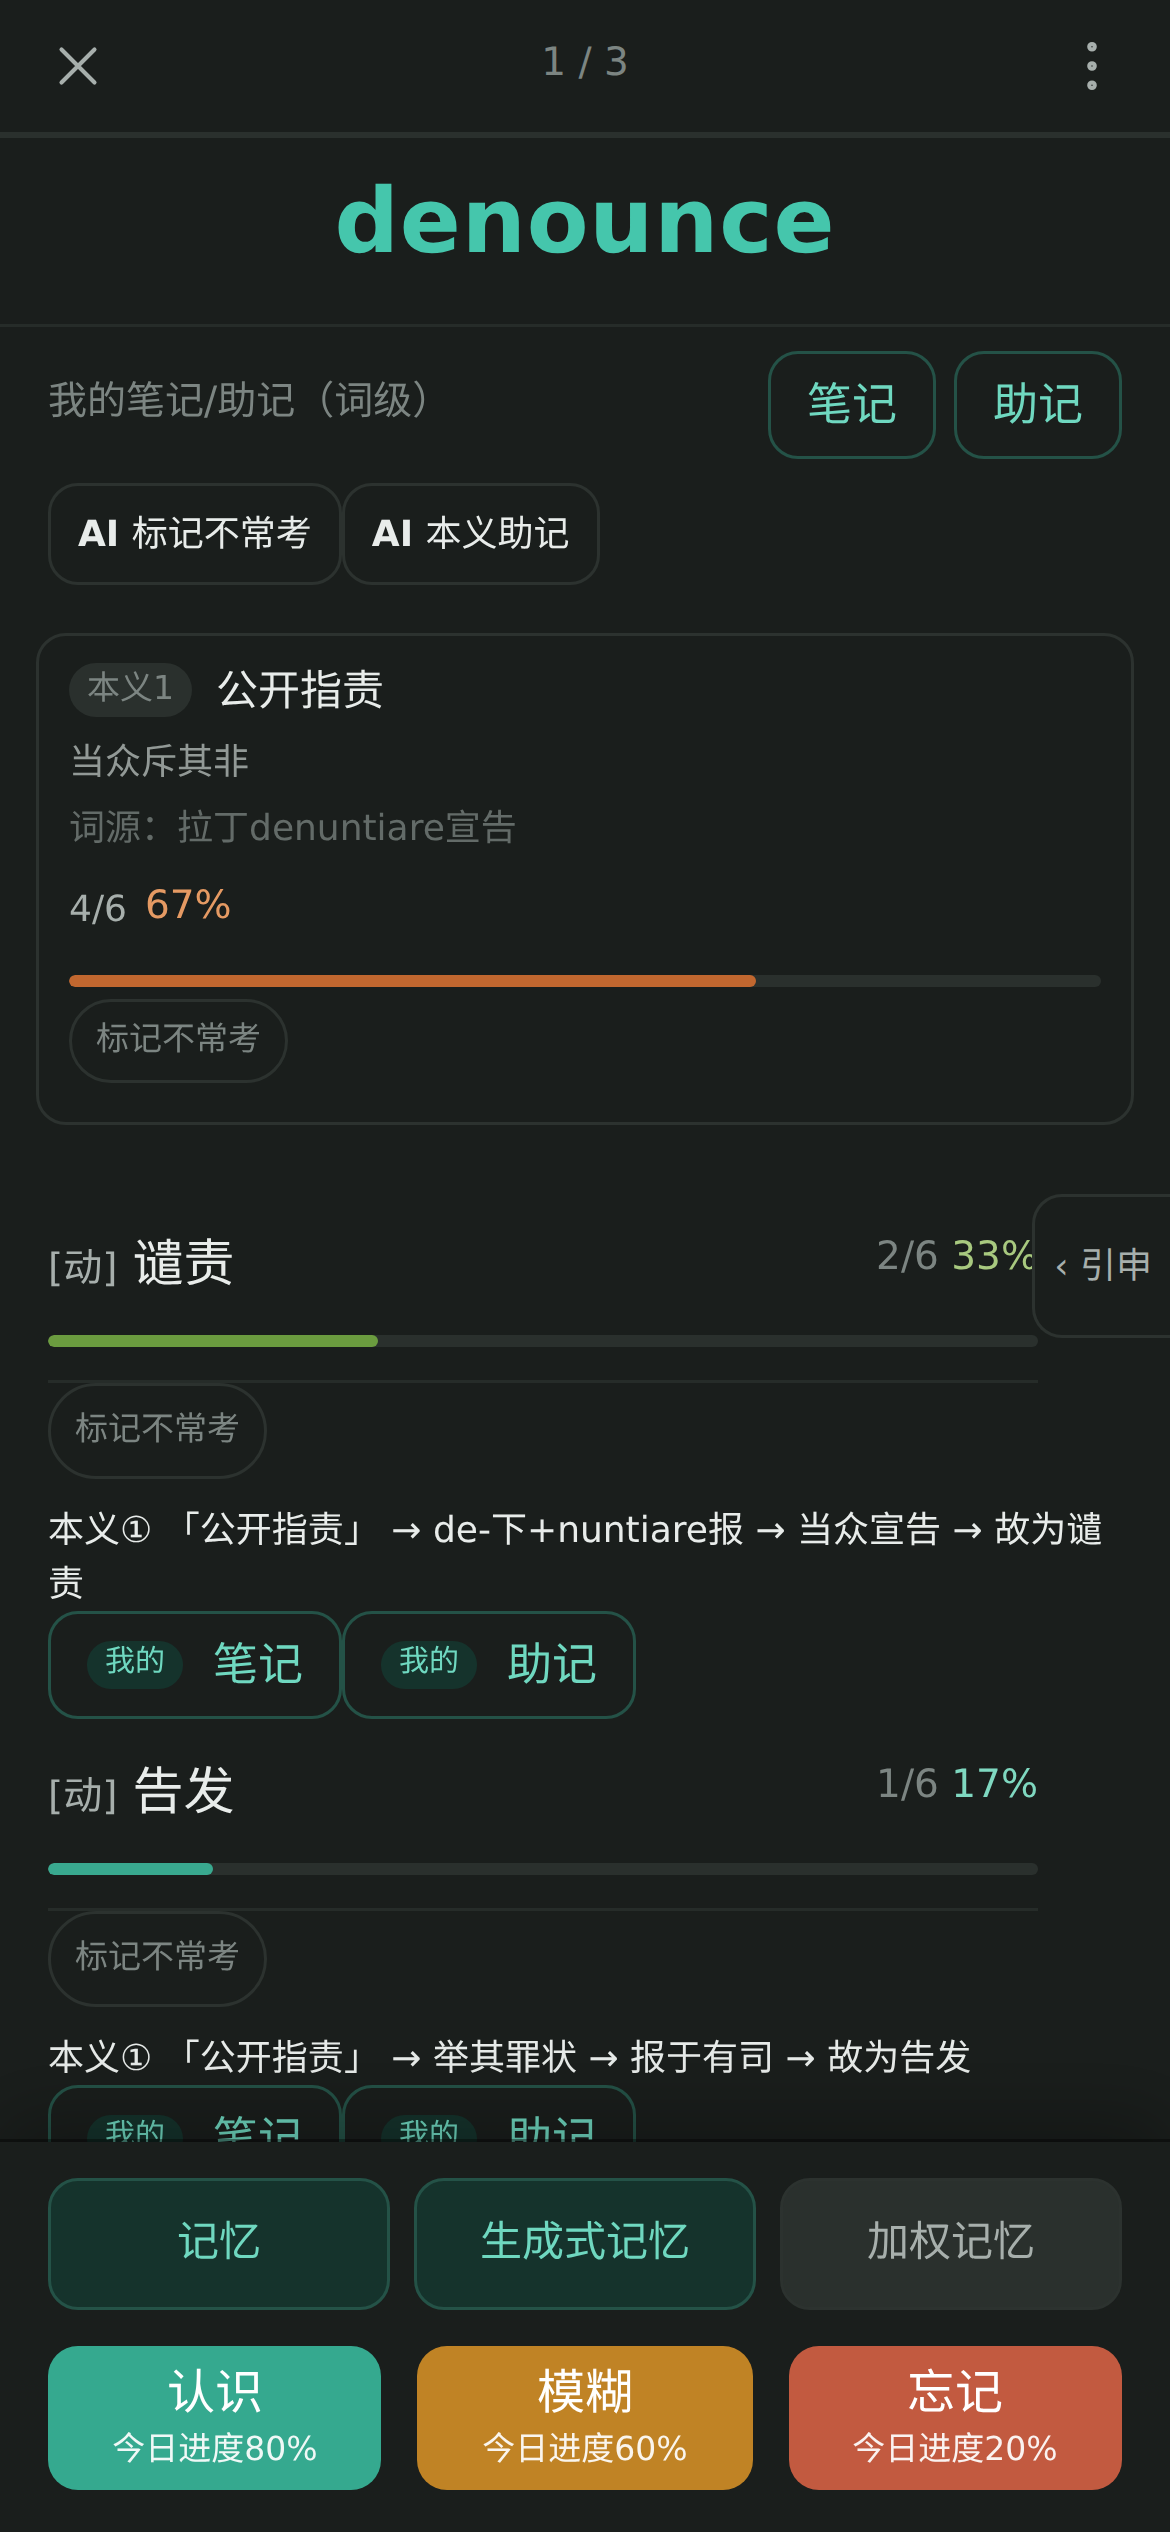 1 / 3
denounce
我的笔记/助记（词级）
笔记
助记
AI 标记不常考
AI 本义助记
本义1 公开指责
当众斥其非
词源：拉丁denuntiare宣告
4/6 67%
标记不常考
[动] 谴责
2/6 33%
‹ 引申
标记不常考
本义① 「公开指责」 → de-下+nuntiare报 → 当众宣告 → 故为谴
责
我的 笔记
我的 助记
[动] 告发
1/6 17%
标记不常考
本义① 「公开指责」 → 举其罪状 → 报于有司 → 故为告发
我的 笔记
我的 助记
记忆
生成式记忆
加权记忆
认识
今日进度80%
模糊
今日进度60%
忘记
今日进度20%